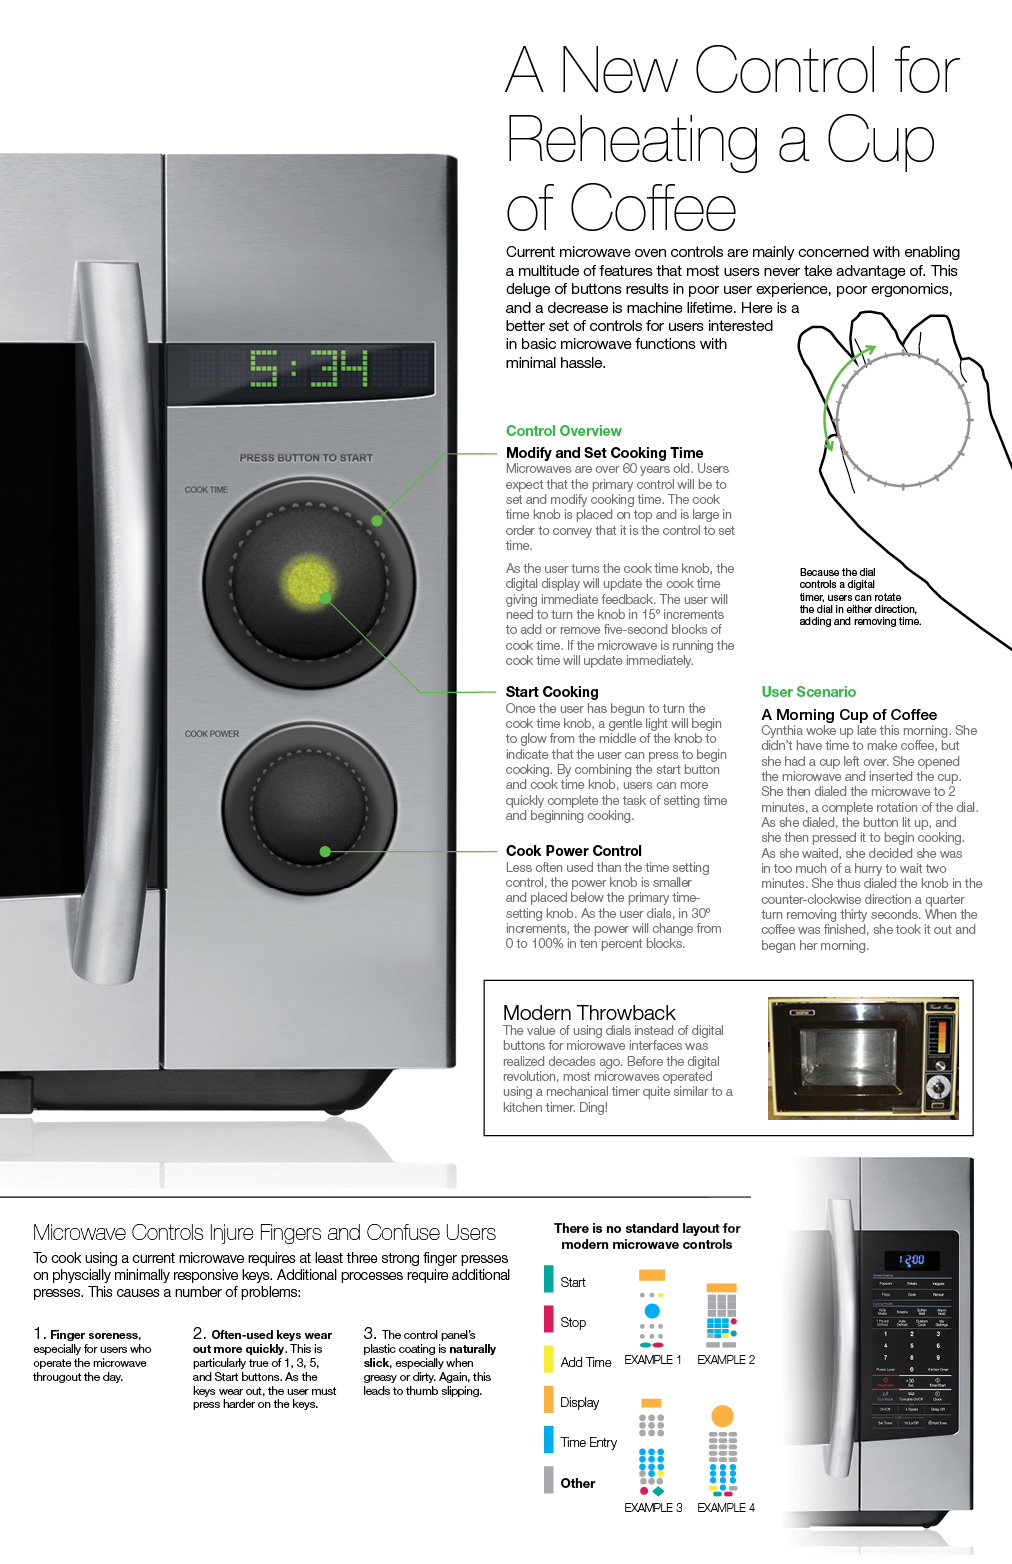 A New Control for
Reheating a Cup
of Coffee
Current microwave oven controls are mainly concerned with enabling
a multitude of features that most users never take advantage of. This
deluge of buttons results in poor user experience, poor ergonomics,
and a decrease is machine lifetime. Here is a
better set of controls for users interested
in basic microwave functions with
minimal hassle.
5:34
PRESS BUTTON TO START
COOK TIME
COOK POWER
Control Overview
Modify and Set Cooking Time
Microwaves are over 60 years old. Users
expect that the primary control will be to
set and modify cooking time. The cook
time knob is placed on top and is large in
order to convey that it is the control to set
time.
As the user turns the cook time knob, the
digital display will update the cook time
giving immediate feedback. The user will
need to turn the knob in 15º increments
to add or remove five-second blocks of
cook time. If the microwave is running the
cook time will update immediately.
Because the dial
controls a digital
timer, users can rotate
the dial in either direction,
adding and removing time.
Start Cooking
Once the user has begun to turn the
cook time knob, a gentle light will begin
to glow from the middle of the knob to
indicate that the user can press to begin
cooking. By combining the start button
and cook time knob, users can more
quickly complete the task of setting time
and beginning cooking.
Cook Power Control
Less often used than the time setting
control, the power knob is smaller
and placed below the primary time-
setting knob. As the user dials, in 30º
increments, the power will change from
0 to 100% in ten percent blocks.
User Scenario
A Morning Cup of Coffee
Cynthia woke up late this morning. She
didn't have time to make coffee, but
she had a cup left over. She opened
the microwave and inserted the cup.
She then dialed the microwave to 2
minutes, a complete rotation of the dial.
As she dialed, the button lit up, and
she then pressed it to begin cooking.
As she waited, she decided she was
in too much of a hurry to wait two
minutes. She thus dialed the knob in the
counter-clockwise direction a quarter
turn removing thirty seconds. When the
coffee was finished, she took it out and
began her morning.
Modern Throwback
The value of using dials instead of digital
buttons for microwave interfaces was
realized decades ago. Before the digital
revolution, most microwaves operated
using a mechanical timer quite similar to a
kitchen timer. Ding!
Microwave Controls Injure Fingers and Confuse Users
To cook using a current microwave requires at least three strong finger presses
on physcially minimally responsive keys. Additional processes require additional
presses. This causes a number of problems:
1. Finger soreness,
especially for users who
operate the microwave
througout the day.
2. Often-used keys wear
out more quickly. This is
particularly true of 1, 3, 5,
and Start buttons. As the
keys wear out, the user must
press harder on the keys.
3. The control panel's
plastic coating is naturally
slick, especially when
greasy or dirty. Again, this
leads to thumb slipping.
There is no standard layout for
modern microwave controls
Start
Stop
Add Time
Display
Time Entry
Other
EXAMPLE 1 EXAMPLE 2
EXAMPLE 3 EXAMPLE 4
12:00
Popcorn Potato Veggies
Pizza Cook Reheat
1 2 3
4 5 6
7 8 9
Power Level 0 Kitchen Timer